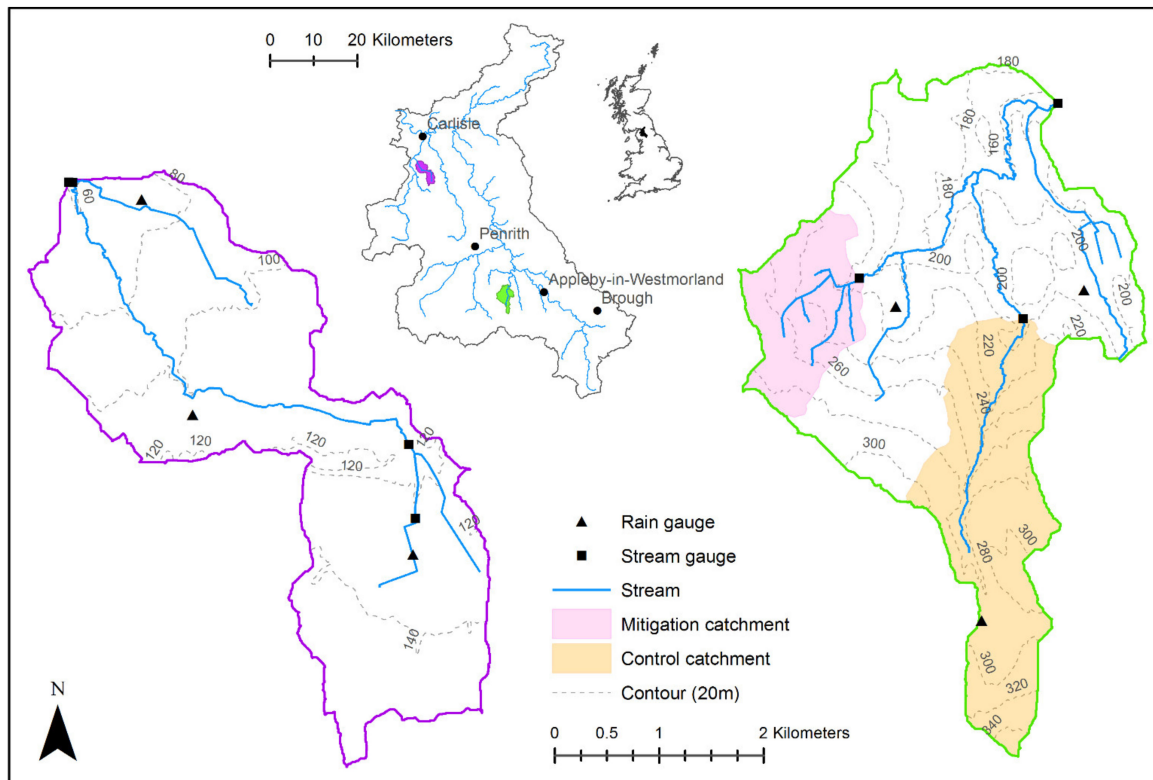 0 10 20 Kilometers
Carlisle
Penrith
Appleby-in-Westmorland
Brough
60
80
100
120
120
120
120
120
120
140
180
180
160
180
200
200
200
200
220
220
240
260
300
280
300
300
320
340
Rain gauge
Stream gauge
Stream
Mitigation catchment
Control catchment
Contour (20m)
0 0.5 1 2 Kilometers
N